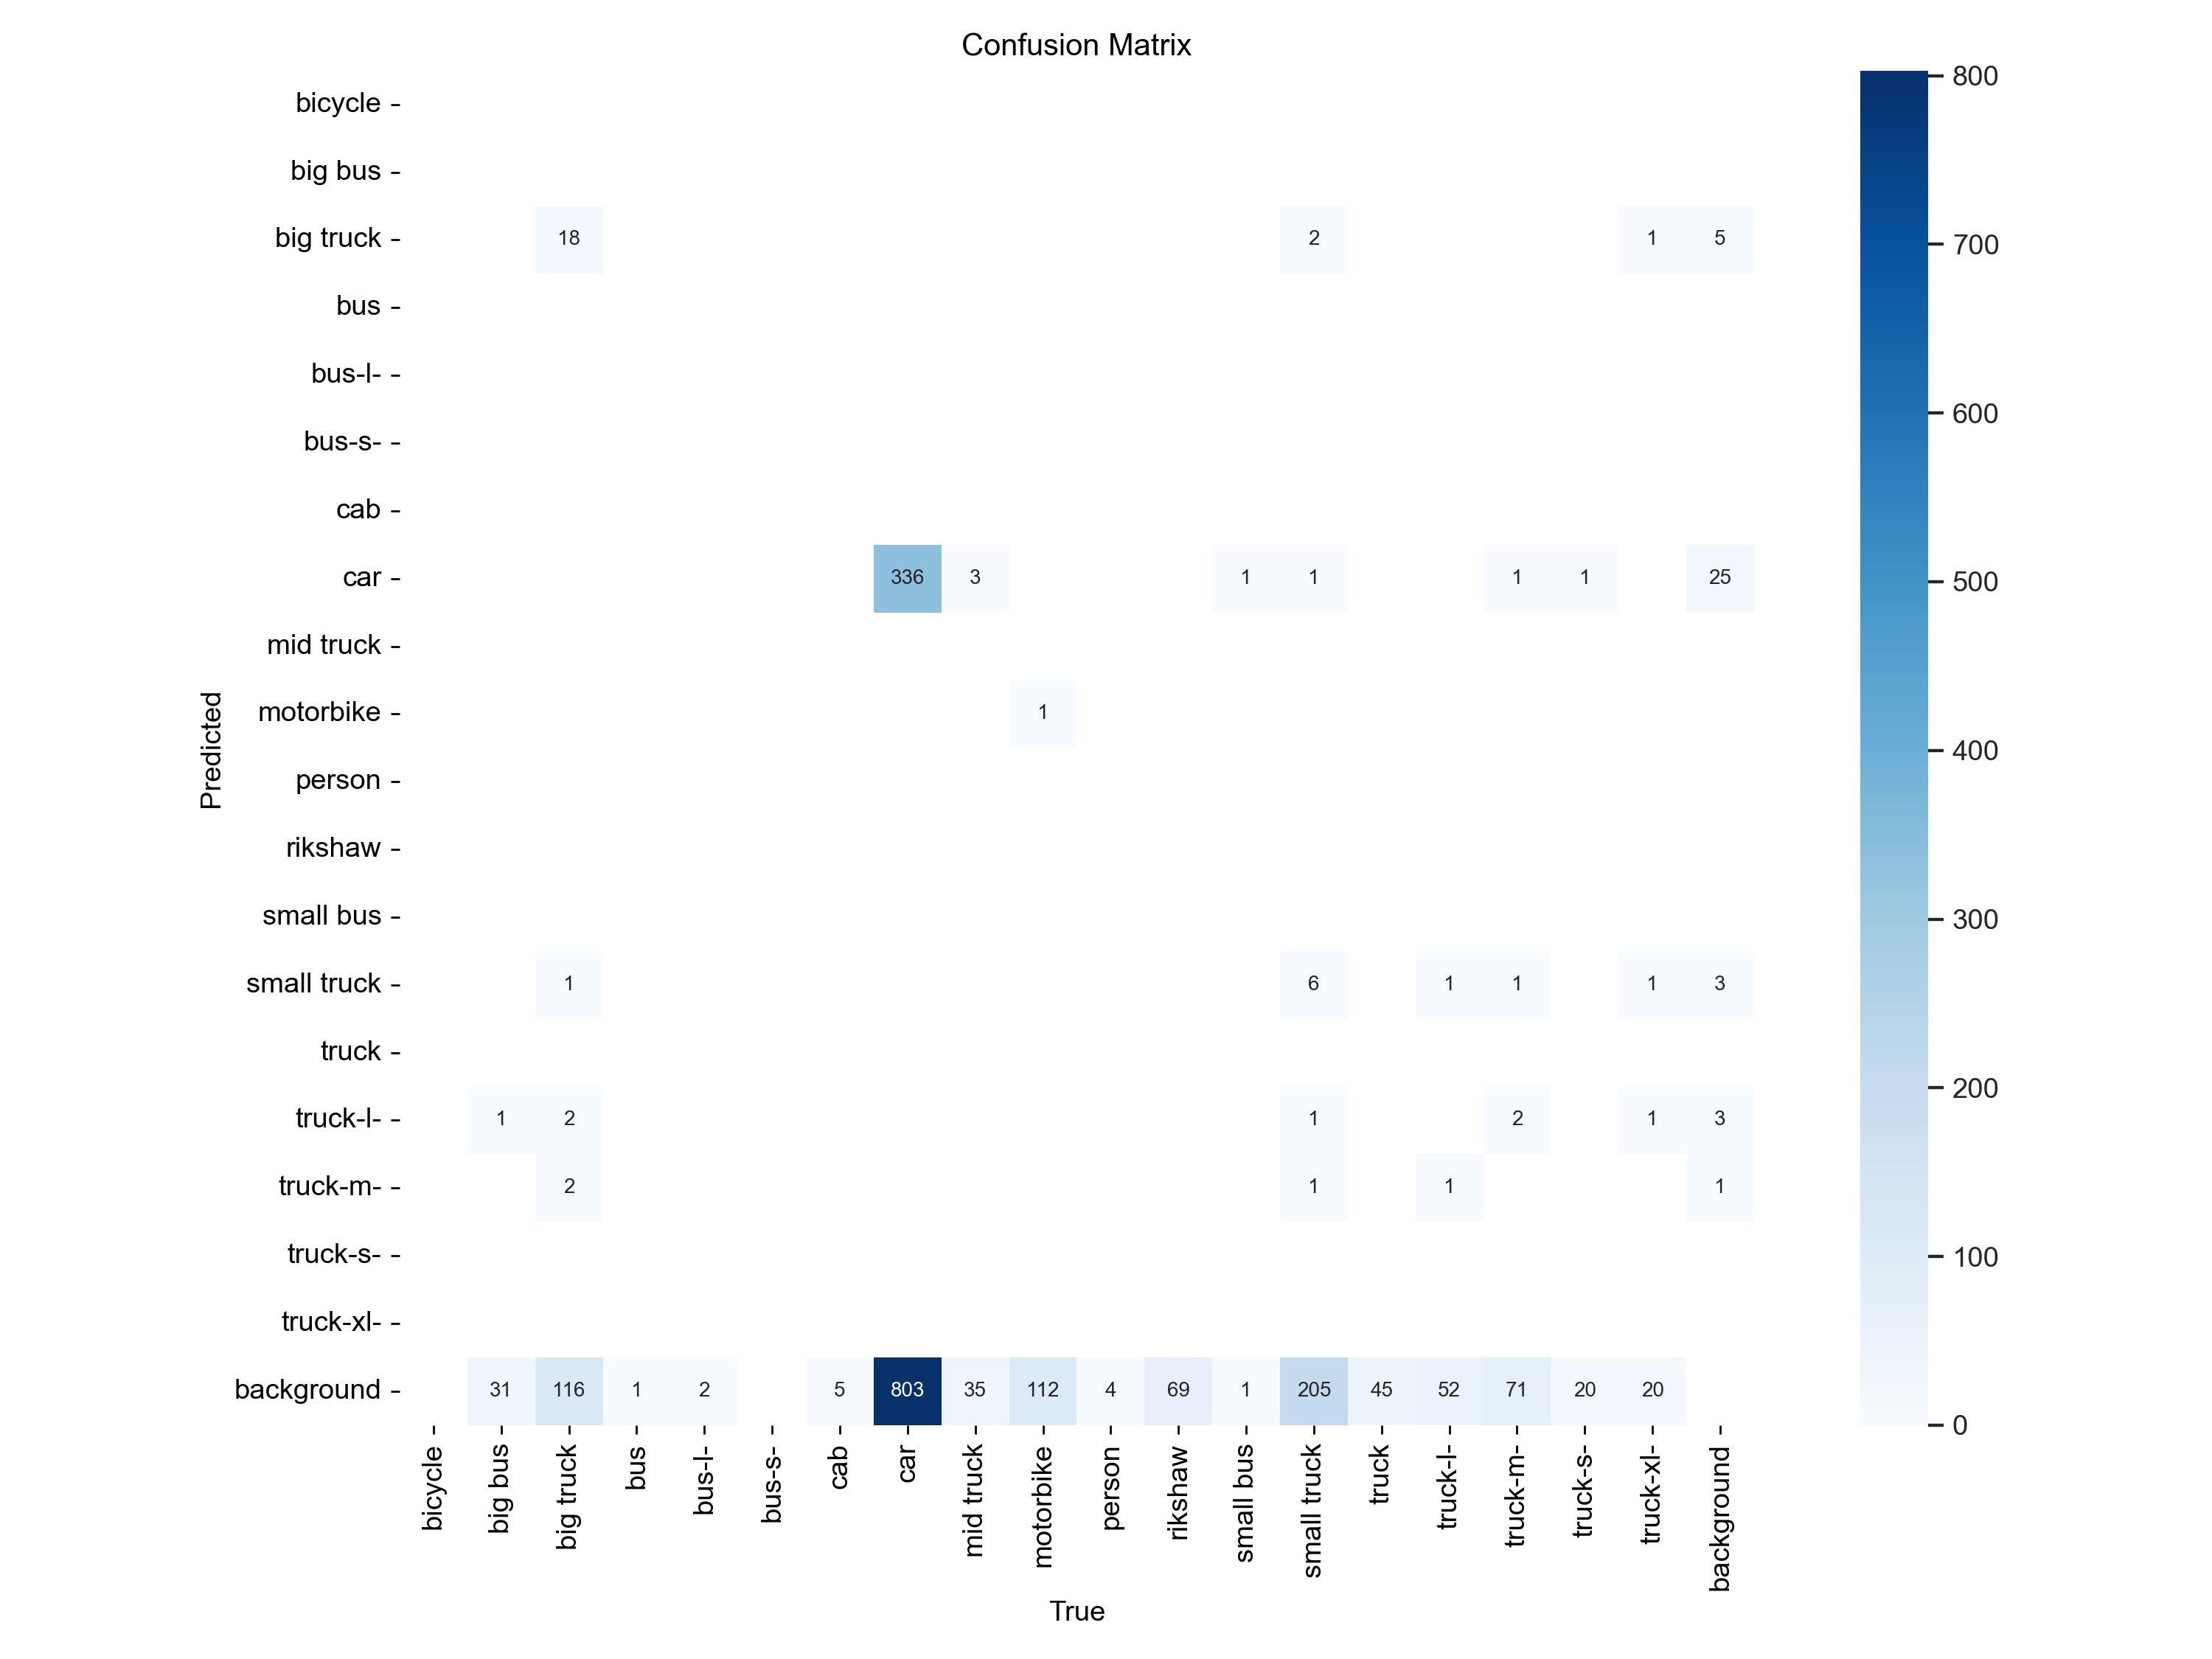 Confusion Matrix
bicycle
big bus
big truck 18 2 1 5
bus
bus-l-
bus-s-
cab
car 336 3 1 1 1 1 25
mid truck
motorbike 1
person
rikshaw
small bus
small truck 1 6 1 1 1 3
truck
truck-l- 1 2 1 2 1 3
truck-m- 2 1 1 1
truck-s-
truck-xl-
background 31 116 1 2 5 803 35 112 4 69 1 205 45 52 71 20 20
Predicted
bicycle big bus big truck bus bus-l- bus-s- cab car mid truck motorbike person rikshaw small bus small truck truck truck-l- truck-m- truck-s- truck-xl- background
True
800
700
600
500
400
300
200
100
0